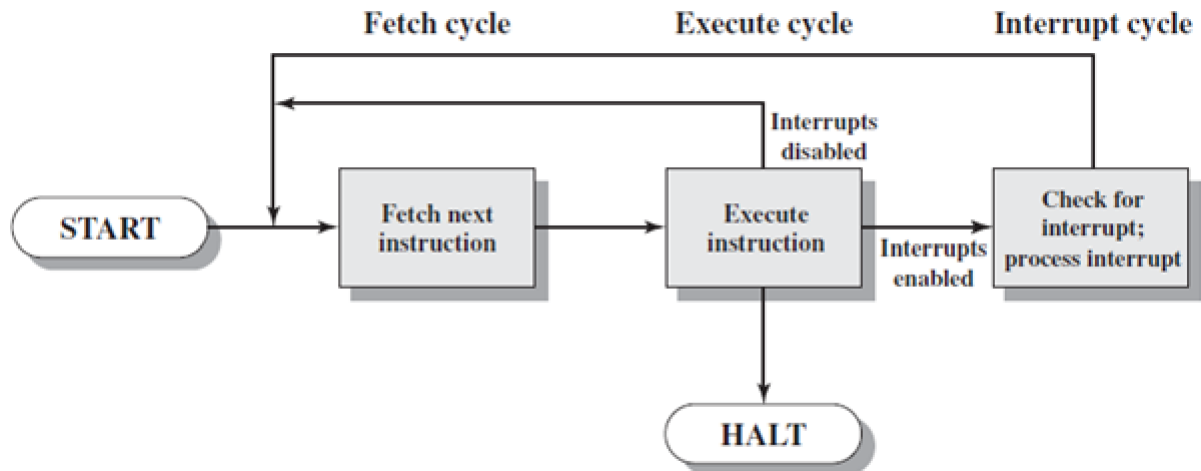 Fetch cycle
Execute cycle
Interrupt cycle
Interrupts
disabled
START
Fetch next
instruction
Execute
instruction
Interrupts
enabled
Check for
interrupt;
process interrupt
HALT